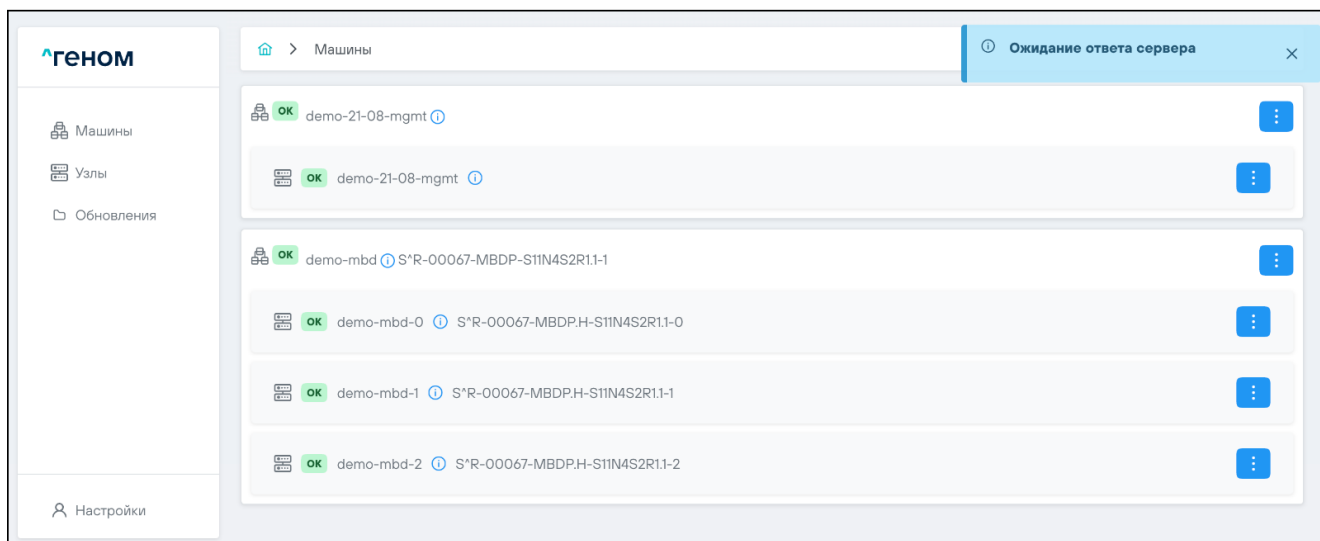 ^геном
Машины
Узлы
Обновления
Настройки
> Машины
Ожидание ответа сервера
OK demo-21-08-mgmt
OK demo-21-08-mgmt
OK demo-mbd S^R-00067-MBDP-S11N4S2R1.1-1
OK demo-mbd-0 S^R-00067-MBDP.H-S11N4S2R1.1-0
OK demo-mbd-1 S^R-00067-MBDP.H-S11N4S2R1.1-1
OK demo-mbd-2 S^R-00067-MBDP.H-S11N4S2R1.1-2